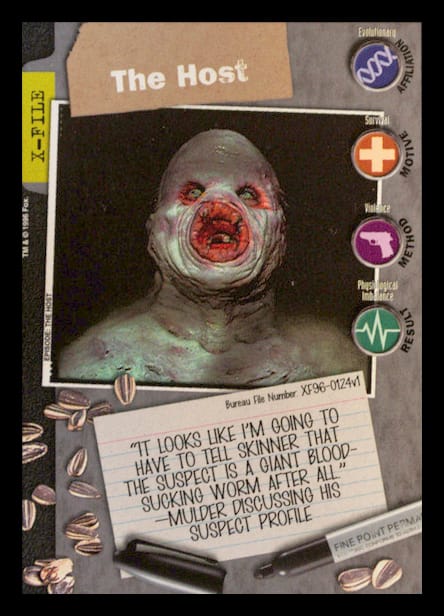 The Host
X-FILE
TM & © 1996 Fox.
EPISODE: THE HOST
Evolutionary
AFFILIATION
Survival
MOTIVE
Violence
METHOD
Physiological
Imbalance
RESULT
Bureau File Number: XF96-0124v1
"IT LOOKS LIKE I'M GOING TO
HAVE TO TELL SKINNER THAT
THE SUSPECT IS A GIANT BLOOD-
SUCKING WORM AFTER ALL."
—MULDER DISCUSSING HIS
SUSPECT PROFILE
FINE POINT PERMA